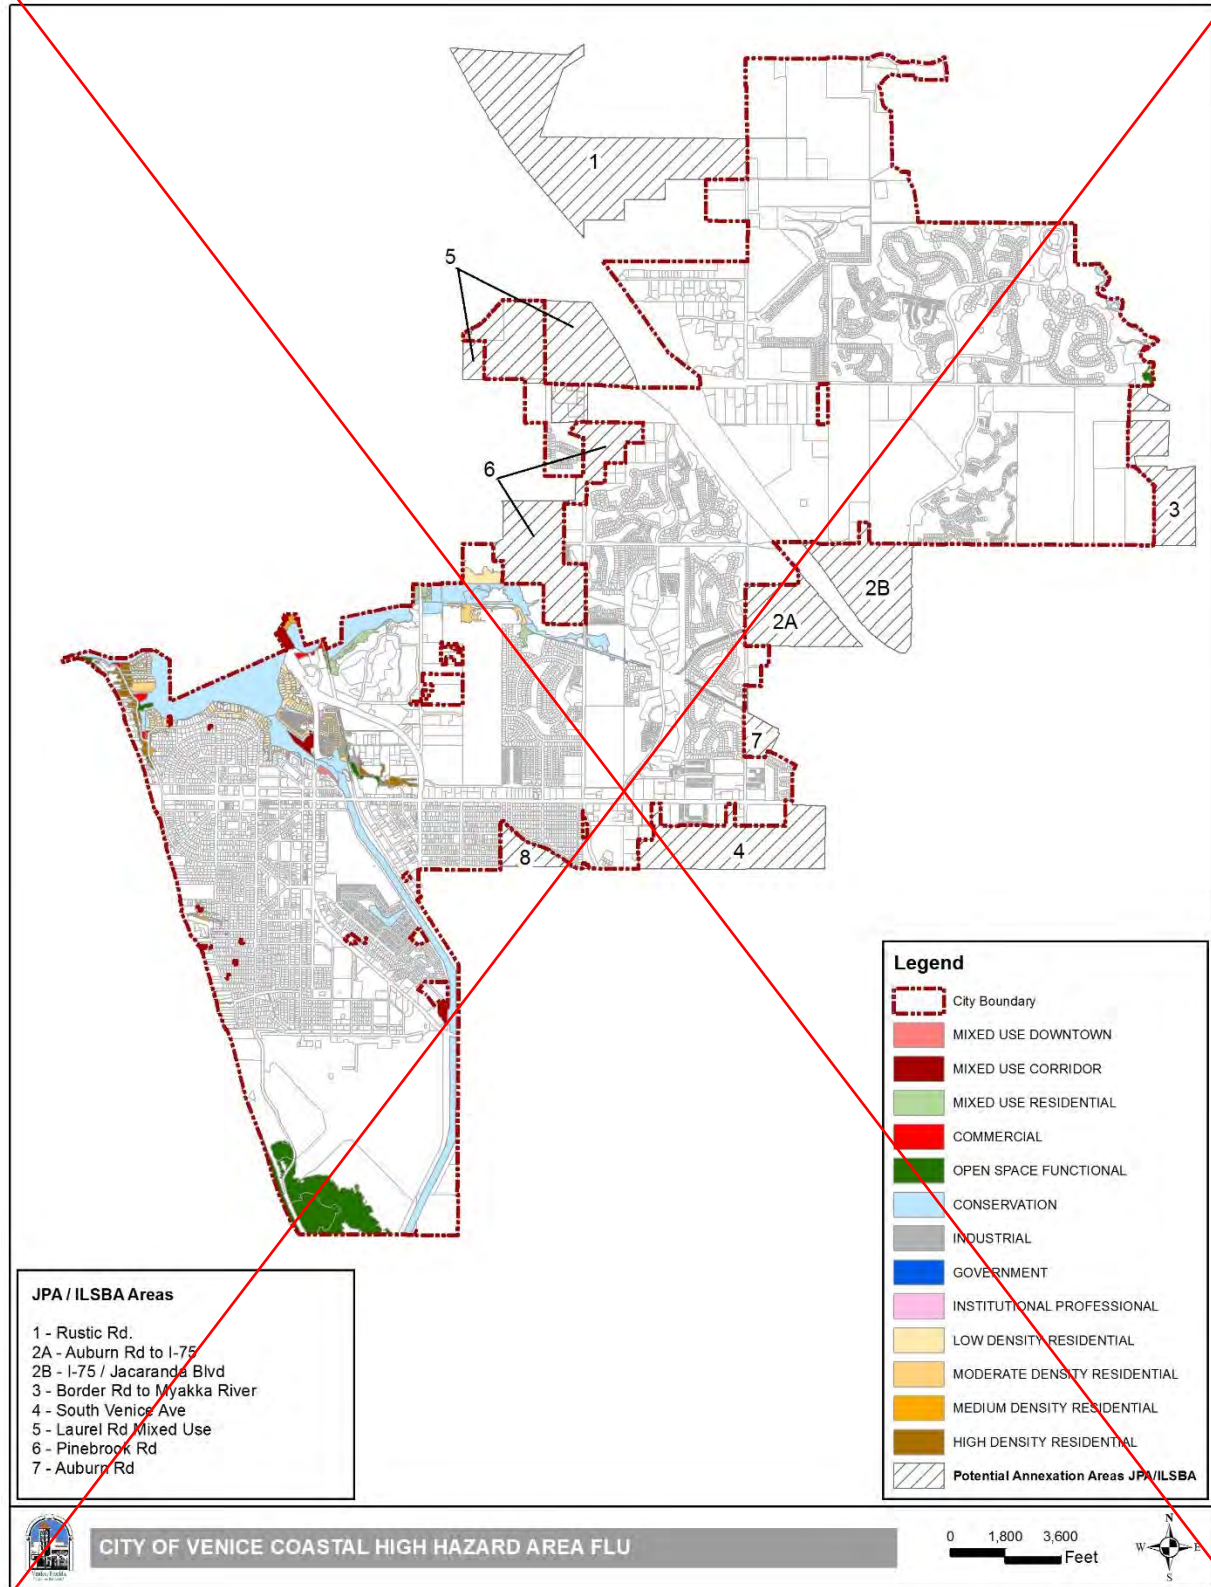 1
5
6
3
2B
2A
7
4
8
Legend
City Boundary
MIXED USE DOWNTOWN
MIXED USE CORRIDOR
MIXED USE RESIDENTIAL
COMMERCIAL
OPEN SPACE FUNCTIONAL
CONSERVATION
INDUSTRIAL
GOVERNMENT
INSTITUTIONAL PROFESSIONAL
LOW DENSITY RESIDENTIAL
MODERATE DENSITY RESIDENTIAL
MEDIUM DENSITY RESIDENTIAL
HIGH DENSITY RESIDENTIAL
Potential Annexation Areas JPA/ILSBA
JPA / ILSBA Areas
1 - Rustic Rd.
2A - Auburn Rd to I-75
2B - I-75 / Jacaranda Blvd
3 - Border Rd to Myakka River
4 - South Venice Ave
5 - Laurel Rd Mixed Use
6 - Pinebrook Rd
7 - Auburn Rd
CITY OF VENICE COASTAL HIGH HAZARD AREA FLU
0 1,800 3,600
Feet
N
W E
S